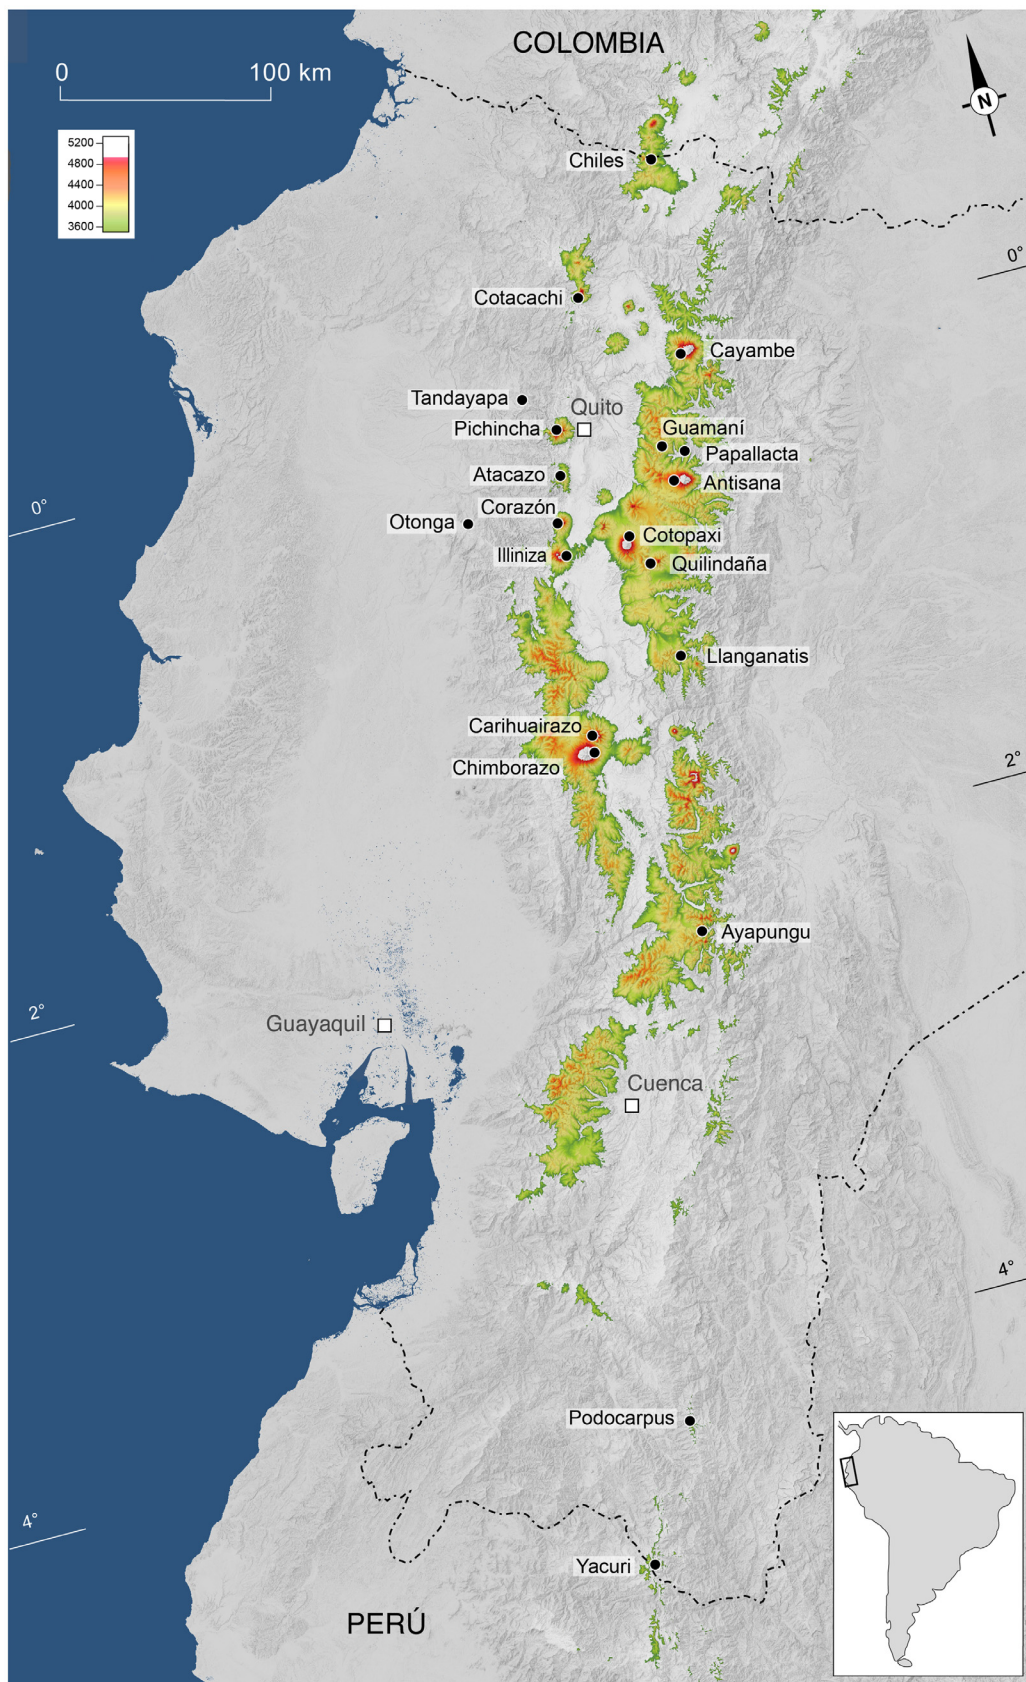 COLOMBIA
0 100 km
N
5200
4800
4400
4000
3600
Chiles
0°
Cotacachi
Cayambe
Tandayapa
Quito
Pichincha
Guamaní
Papallacta
Atacazo
Antisana
Corazón
0°
Otonga
Cotopaxi
Illiniza
Quilindaña
Llanganatis
Carihuairazo
2°
Chimborazo
Ayapungu
2°
Guayaquil
Cuenca
4°
Podocarpus
4°
Yacuri
PERÚ